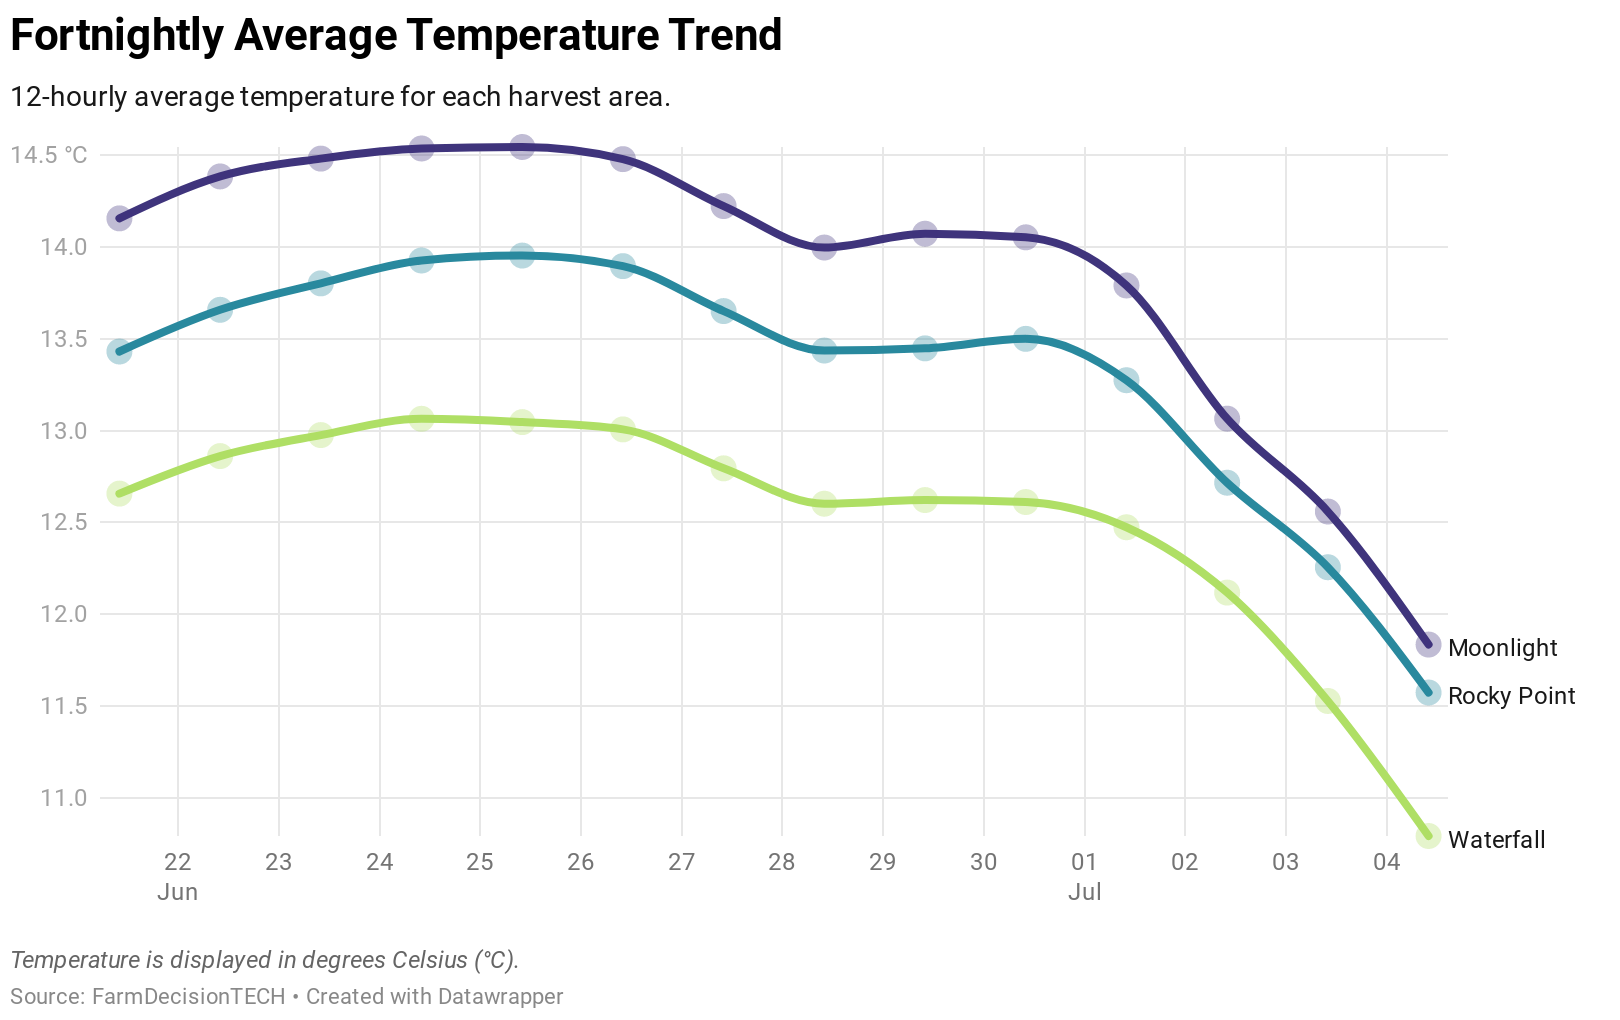 Fortnightly Average Temperature Trend
12-hourly average temperature for each harvest area.
14.5 °C
14.0
13.5
13.0
12.5
12.0
11.5
11.0
Moonlight
Rocky Point
Waterfall
22 23 24 25 26 27 28 29 30 01 02 03 04
Jun Jul
Temperature is displayed in degrees Celsius (°C).
Source: FarmDecisionTECH • Created with Datawrapper